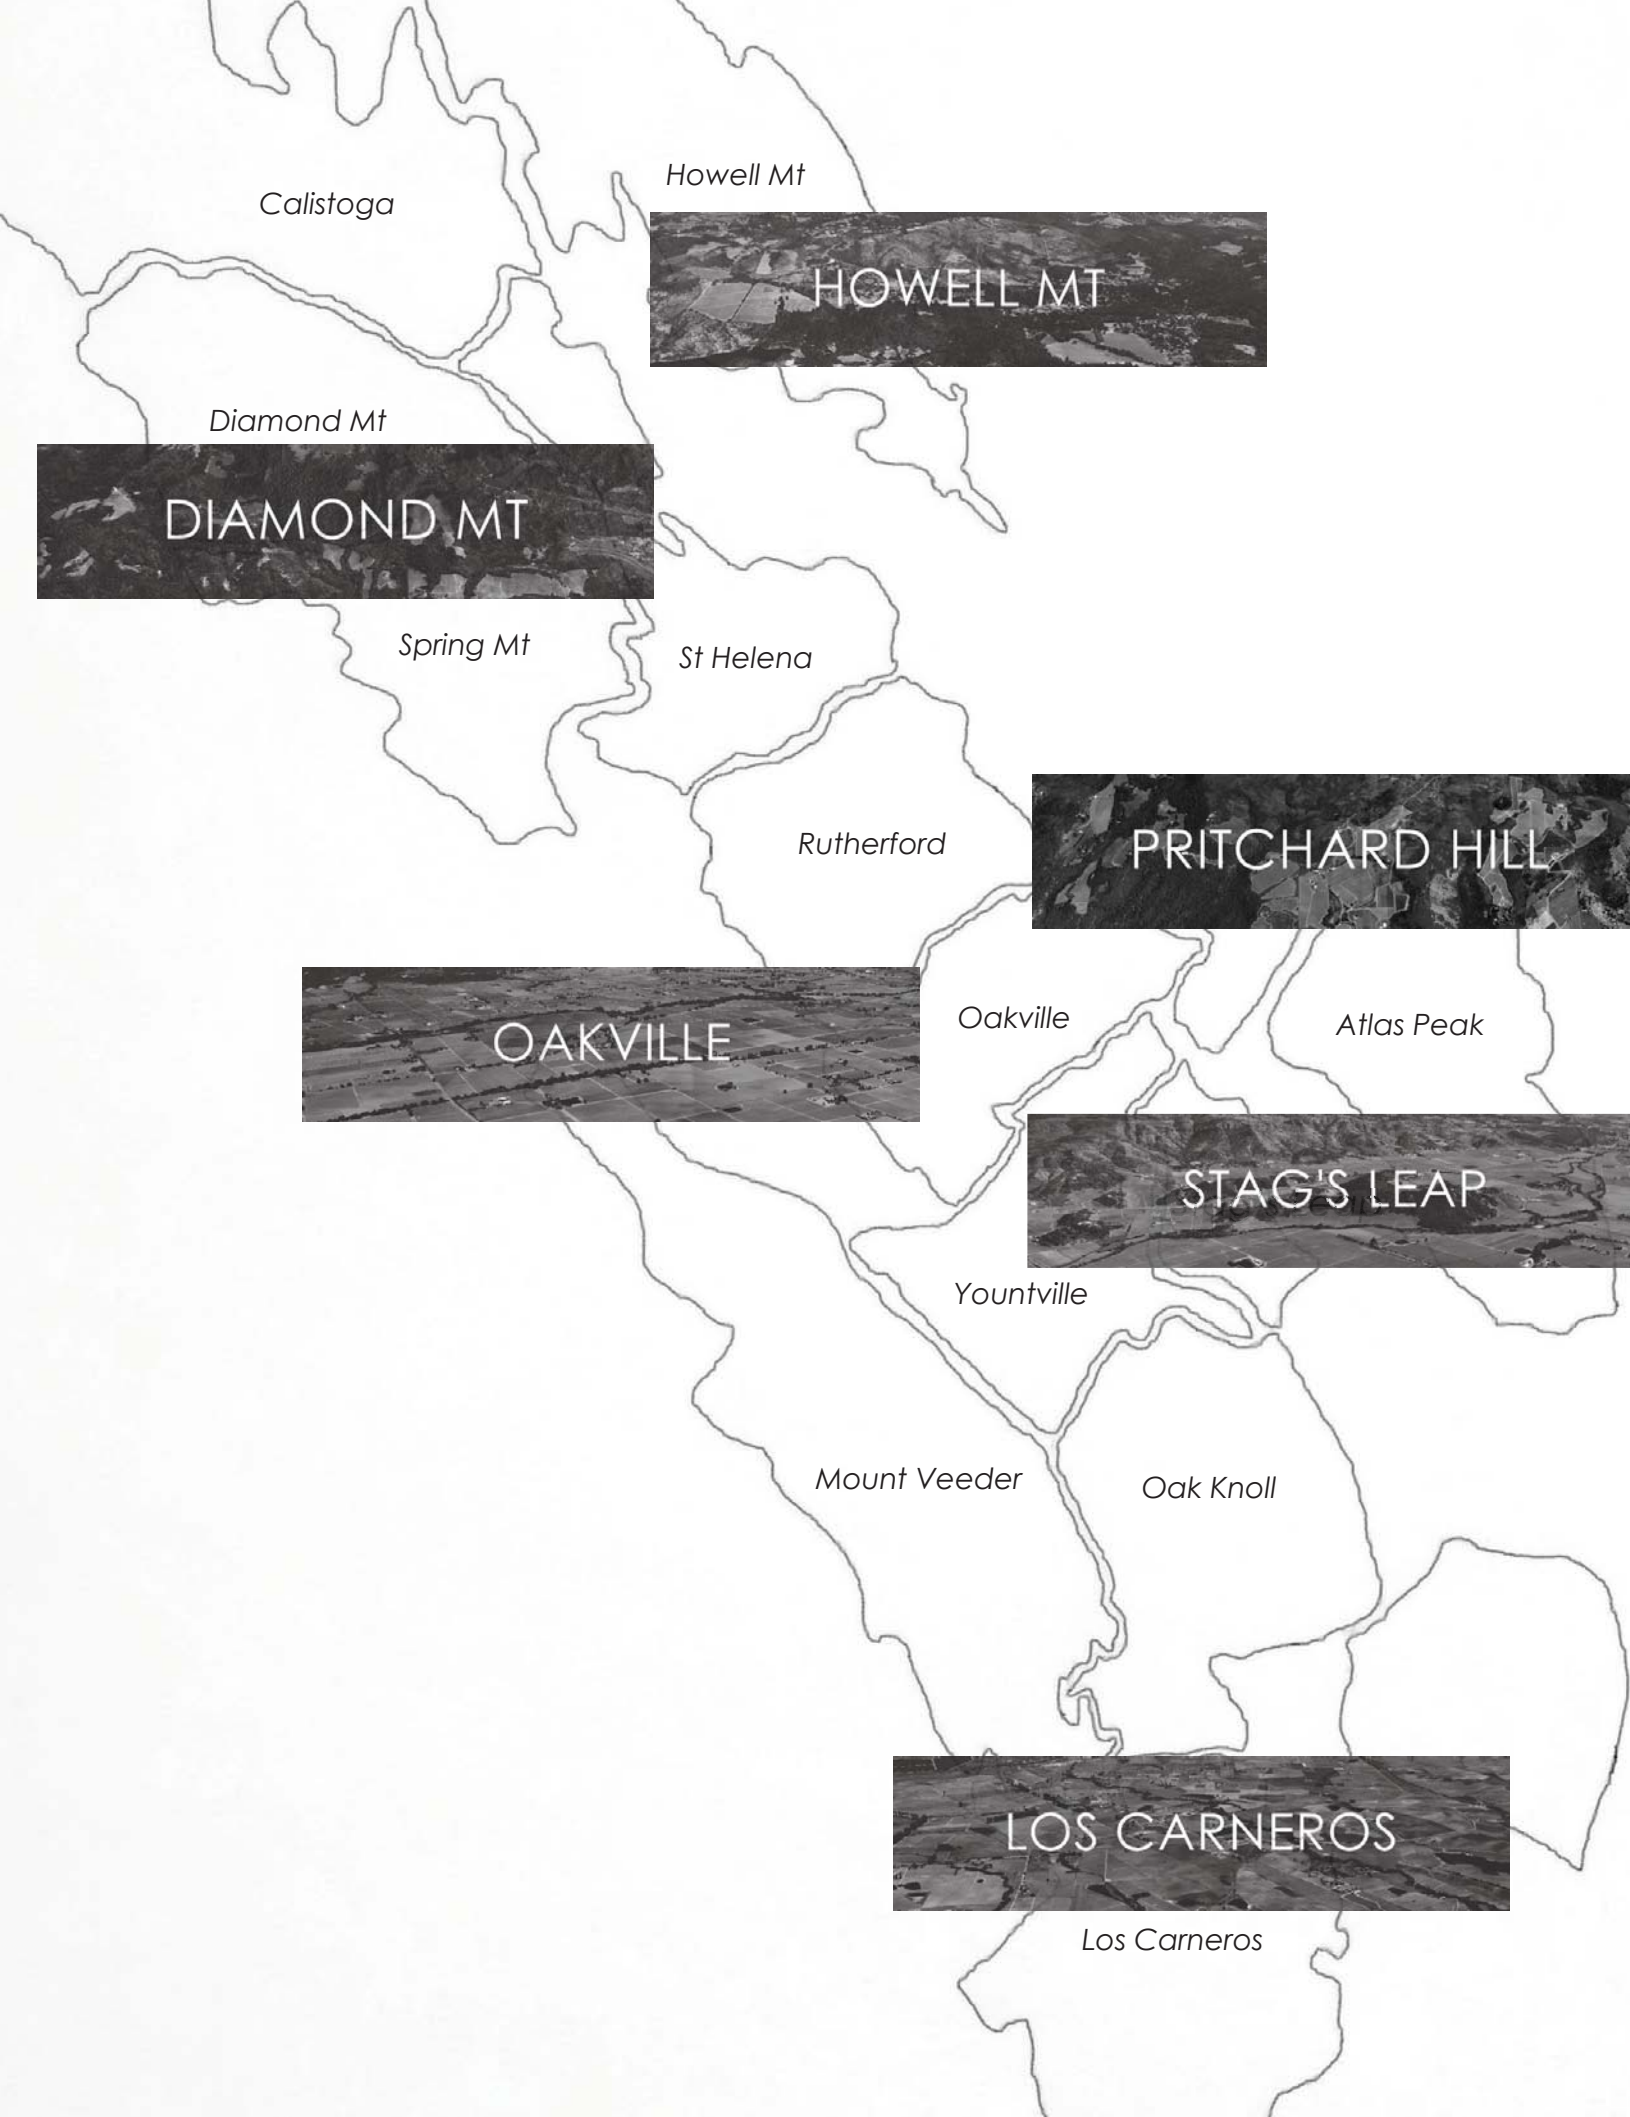 Howell Mt
Calistoga
HOWELL MT
Diamond Mt
DIAMOND MT
Spring Mt
St Helena
Rutherford
PRITCHARD HILL
Oakville
Atlas Peak
OAKVILLE
STAG'S LEAP
Yountville
Mount Veeder
Oak Knoll
LOS CARNEROS
Los Carneros